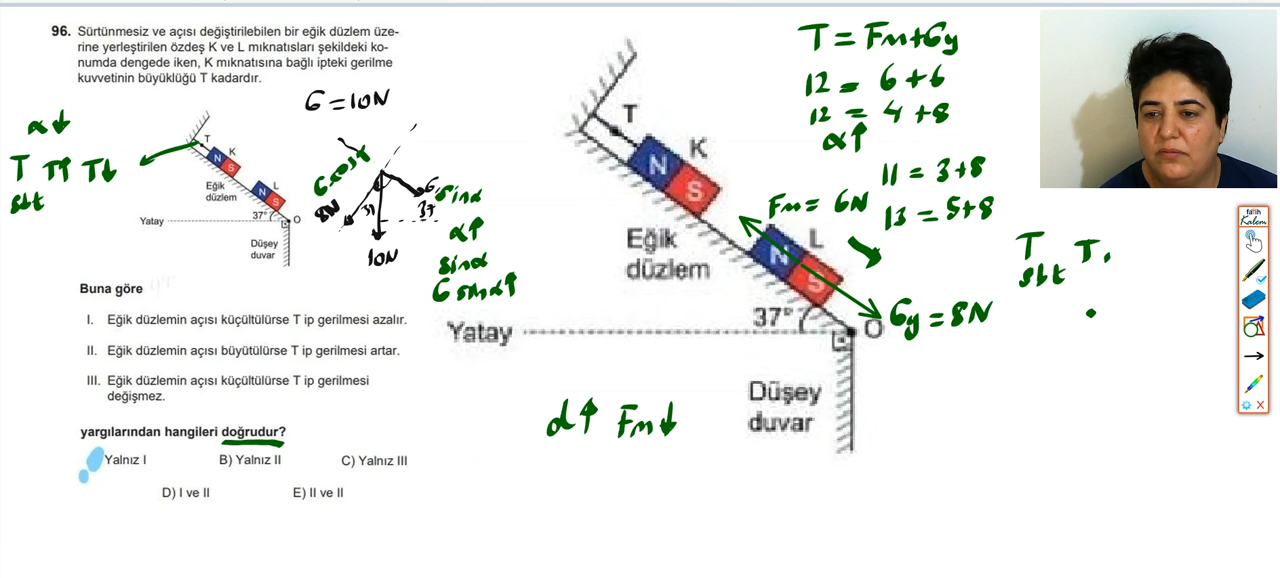 96. Sürtünmesiz ve açısı değiştirilebilen bir eğik düzlem üze-
rine yerleştirilen özdeş K ve L mıknatısları şekildeki ko-
numda dengede iken, K mıknatısına bağlı ipteki gerilme
kuvvetinin büyüklüğü T kadardır.
G = 10N
α↓
T T↑ T↓
sbt
T
K
N S
L
N S
Eğik
düzlem
Yatay
37°
O
Düşey
duvar
Cosα
8N
37
Sinα
10N
α↑
sinα
G sinα↑
Buna göre
I. Eğik düzlemin açısı küçültülürse T ip gerilmesi azalır.
II. Eğik düzlemin açısı büyütülürse T ip gerilmesi artar.
III. Eğik düzlemin açısı küçültülürse T ip gerilmesi
değişmez.
yargılarından hangileri doğrudur?
Yalnız I
B) Yalnız II
C) Yalnız III
D) I ve II
E) II ve II
T
K
N S
L
N S
Eğik
düzlem
Yatay
37°
O
Düşey
duvar
d↑ Fm↓
Fm = 6N
Gy = 8N
T = Fm+Gy
12 = 6+6
12 = 4+8
α↑
11 = 3+8
13 = 5+8
T T
sbt
fatih
Kalem
X